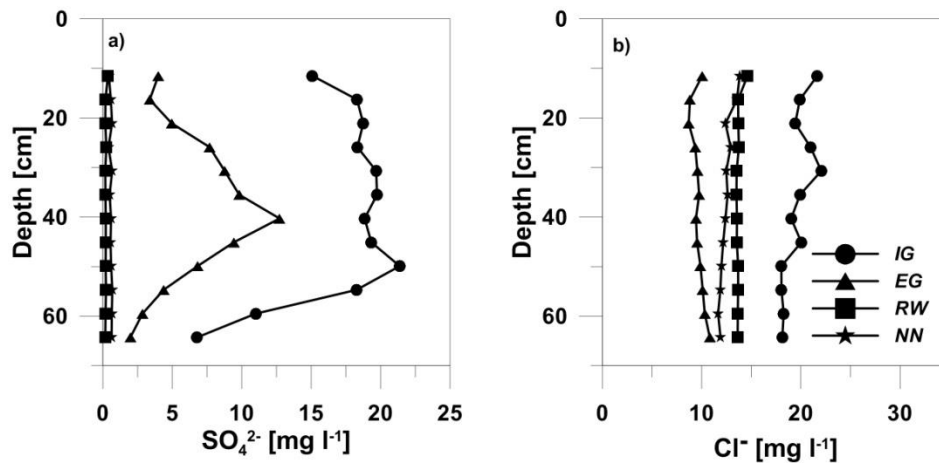 a)
0
20
40
60
Depth [cm]
0 5 10 15 20 25
SO₄²⁻ [mg l⁻¹]
b)
0
20
40
60
Depth [cm]
0 10 20 30
Cl⁻ [mg l⁻¹]
IG
EG
RW
NN